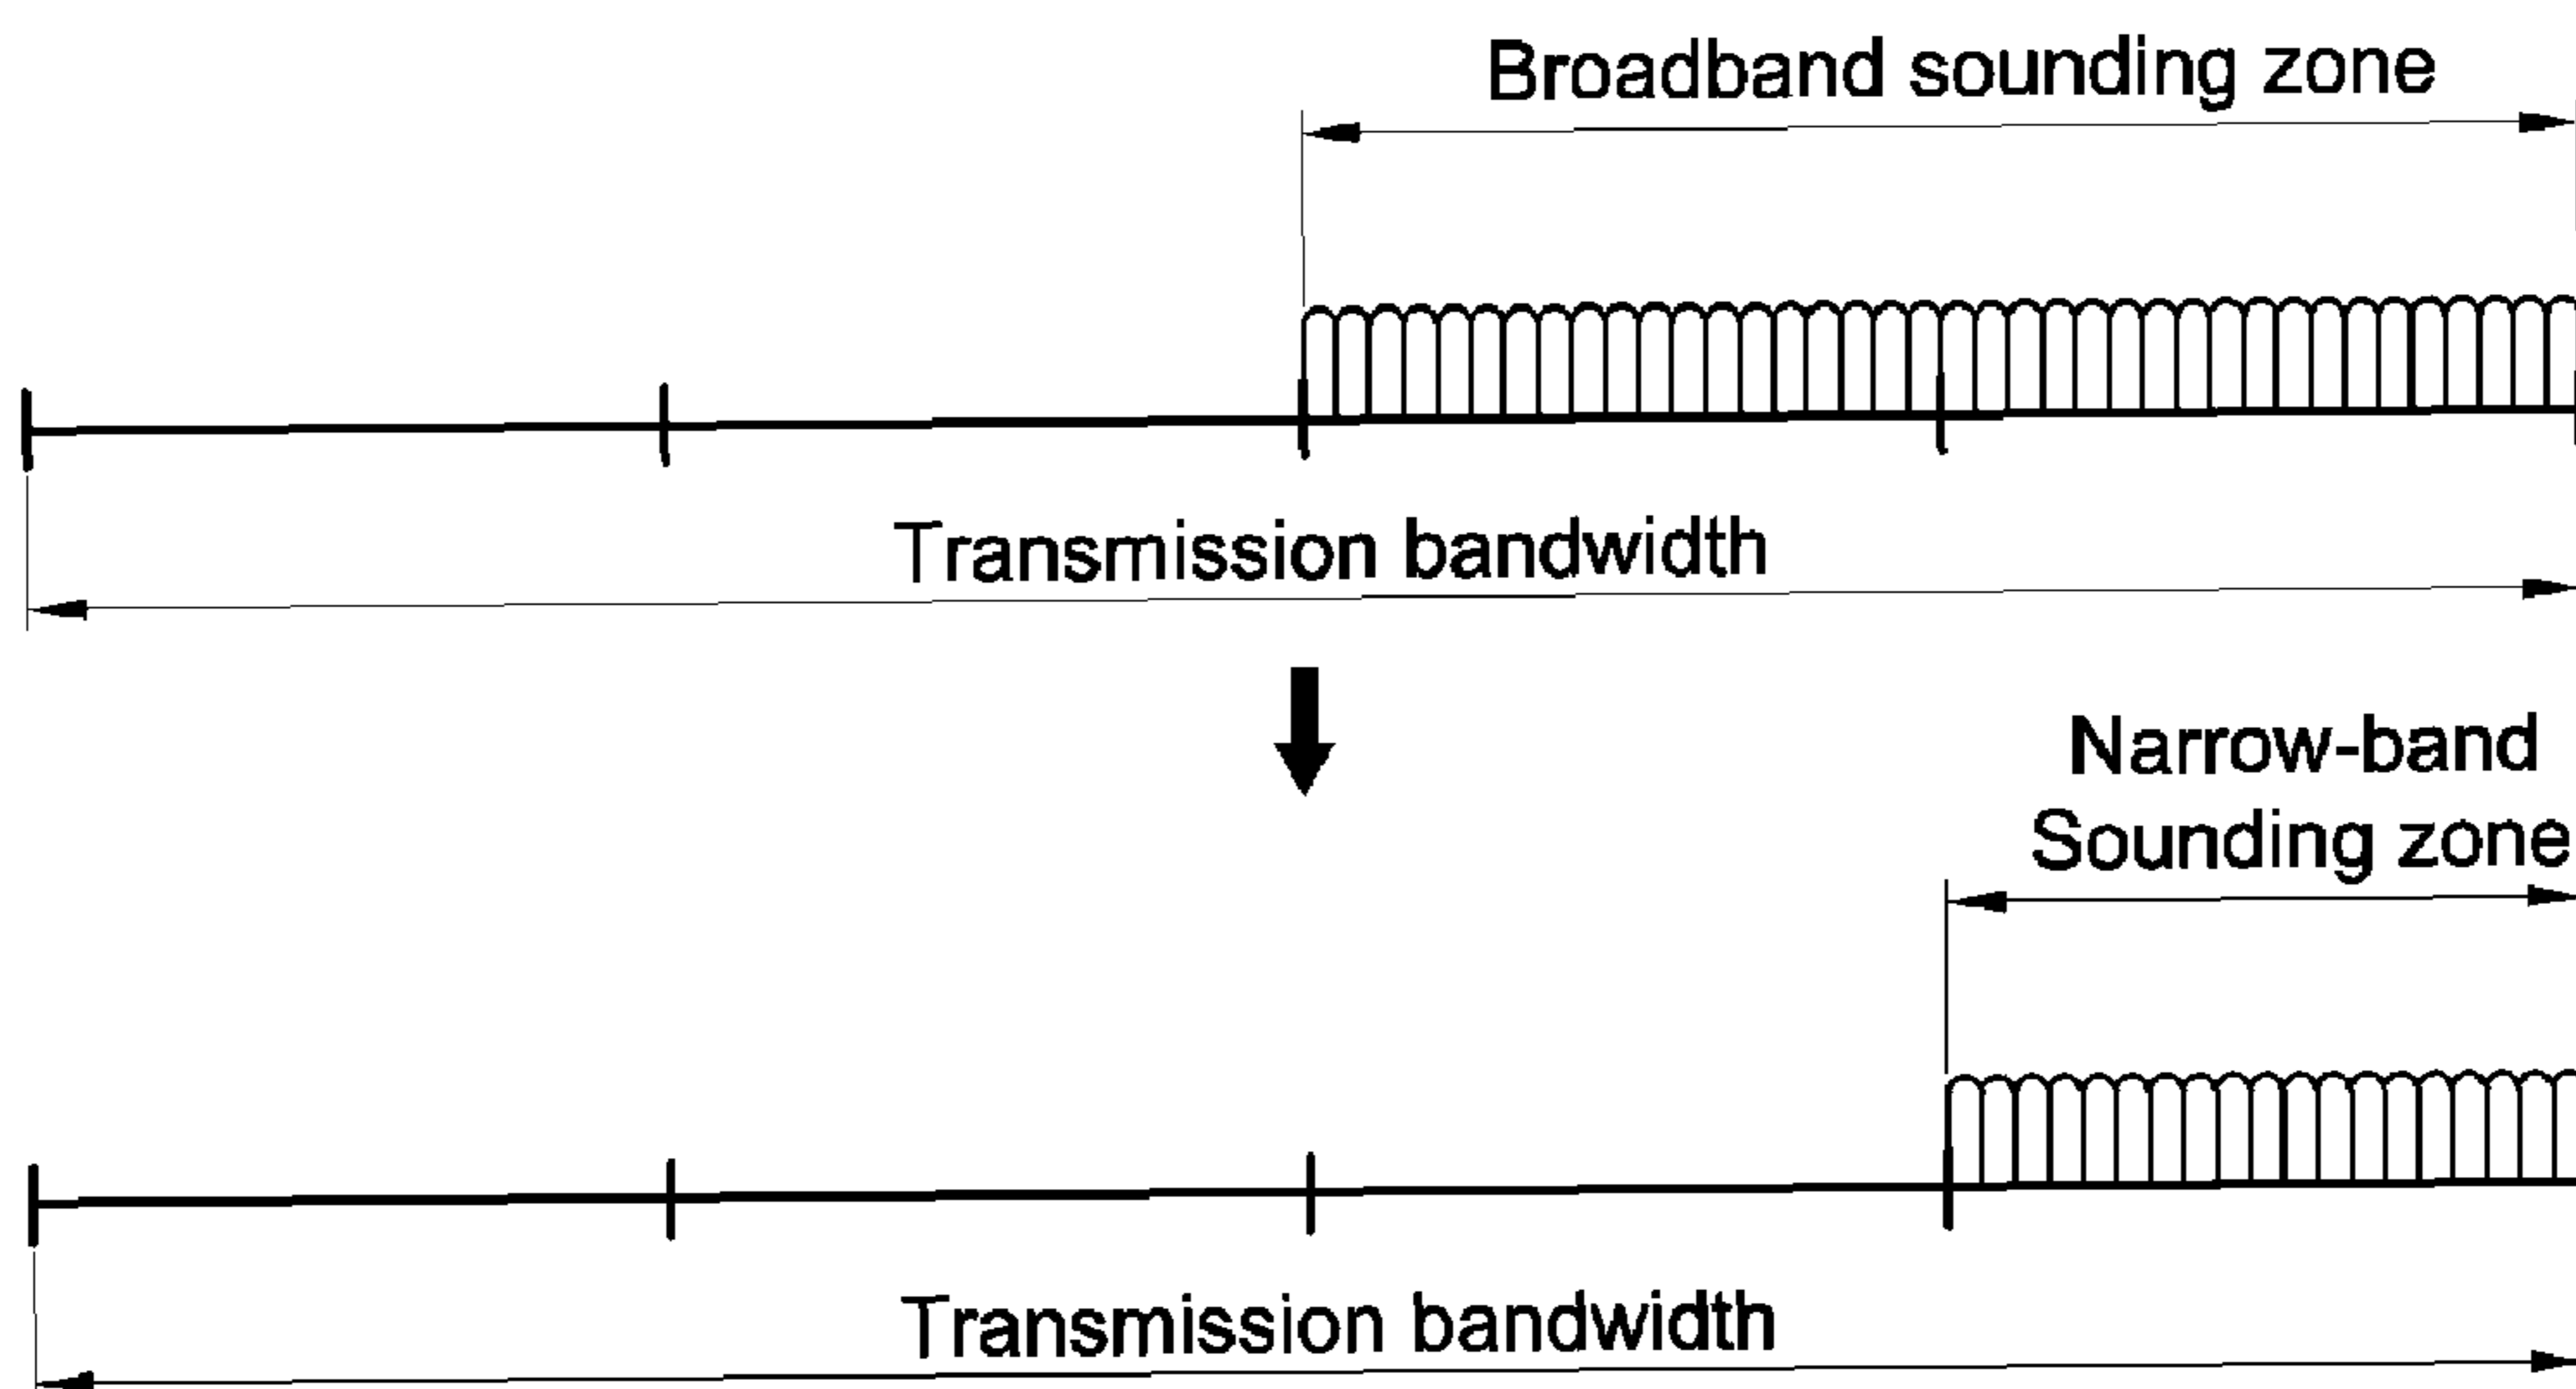 Broadband sounding zone
Transmission bandwidth
Narrow-band
Sounding zone
Transmission bandwidth